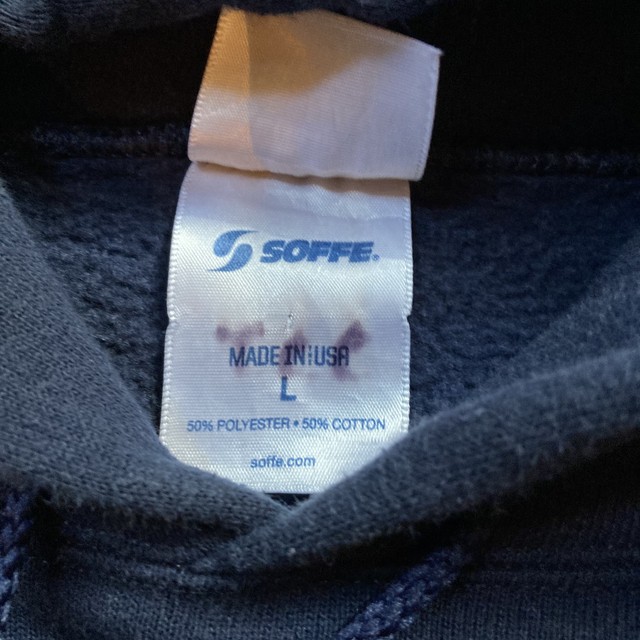 SOFFE®
MADE IN USA
L
50% POLYESTER • 50% COTTON
soffe.com